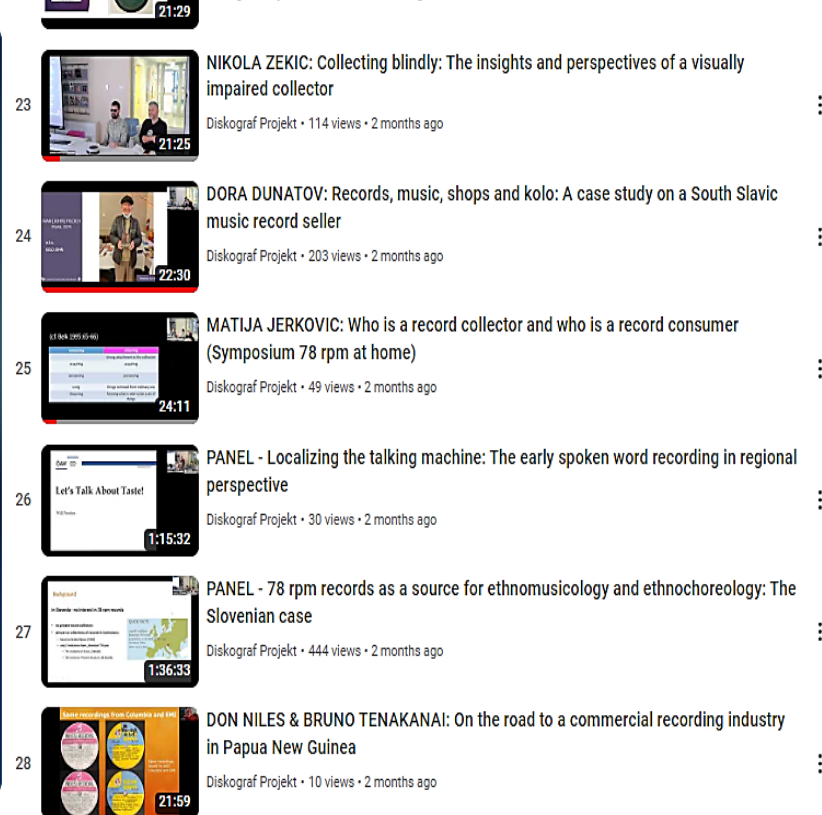 21:29
23
21:25
NIKOLA ZEKIC: Collecting blindly: The insights and perspectives of a visually
impaired collector
Diskograf Projekt • 114 views • 2 months ago
24
22:30
DORA DUNATOV: Records, music, shops and kolo: A case study on a South Slavic
music record seller
Diskograf Projekt • 203 views • 2 months ago
25
24:11
MATIJA JERKOVIC: Who is a record collector and who is a record consumer
(Symposium 78 rpm at home)
Diskograf Projekt • 49 views • 2 months ago
26
Let's Talk About Taste!
1:15:32
PANEL - Localizing the talking machine: The early spoken word recording in regional
perspective
Diskograf Projekt • 30 views • 2 months ago
27
Background
1:36:33
PANEL - 78 rpm records as a source for ethnomusicology and ethnochoreology: The
Slovenian case
Diskograf Projekt • 444 views • 2 months ago
28
Some recordings from Columbia and EMI
21:59
DON NILES & BRUNO TENAKANAI: On the road to a commercial recording industry
in Papua New Guinea
Diskograf Projekt • 10 views • 2 months ago